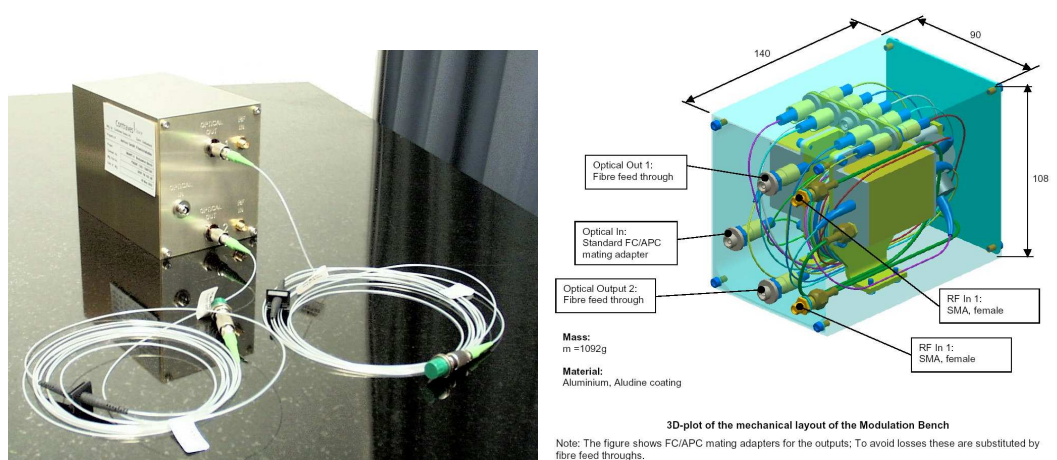 Contraves
OPTICAL
OUT
RF
IN
OPTICAL
IN
OPTICAL
OUT
RF
IN
140
90
108
Optical Out 1:
Fibre feed through
Optical In:
Standard FC/APC
mating adapter
Optical Output 2:
Fibre feed through
RF In 1:
SMA, female
RF In 1:
SMA, female
Mass:
m =1092g
Material:
Aluminium, Aludine coating
3D-plot of the mechanical layout of the Modulation Bench
Note: The figure shows FC/APC mating adapters for the outputs; To avoid losses these are substituted by
fibre feed throughs.